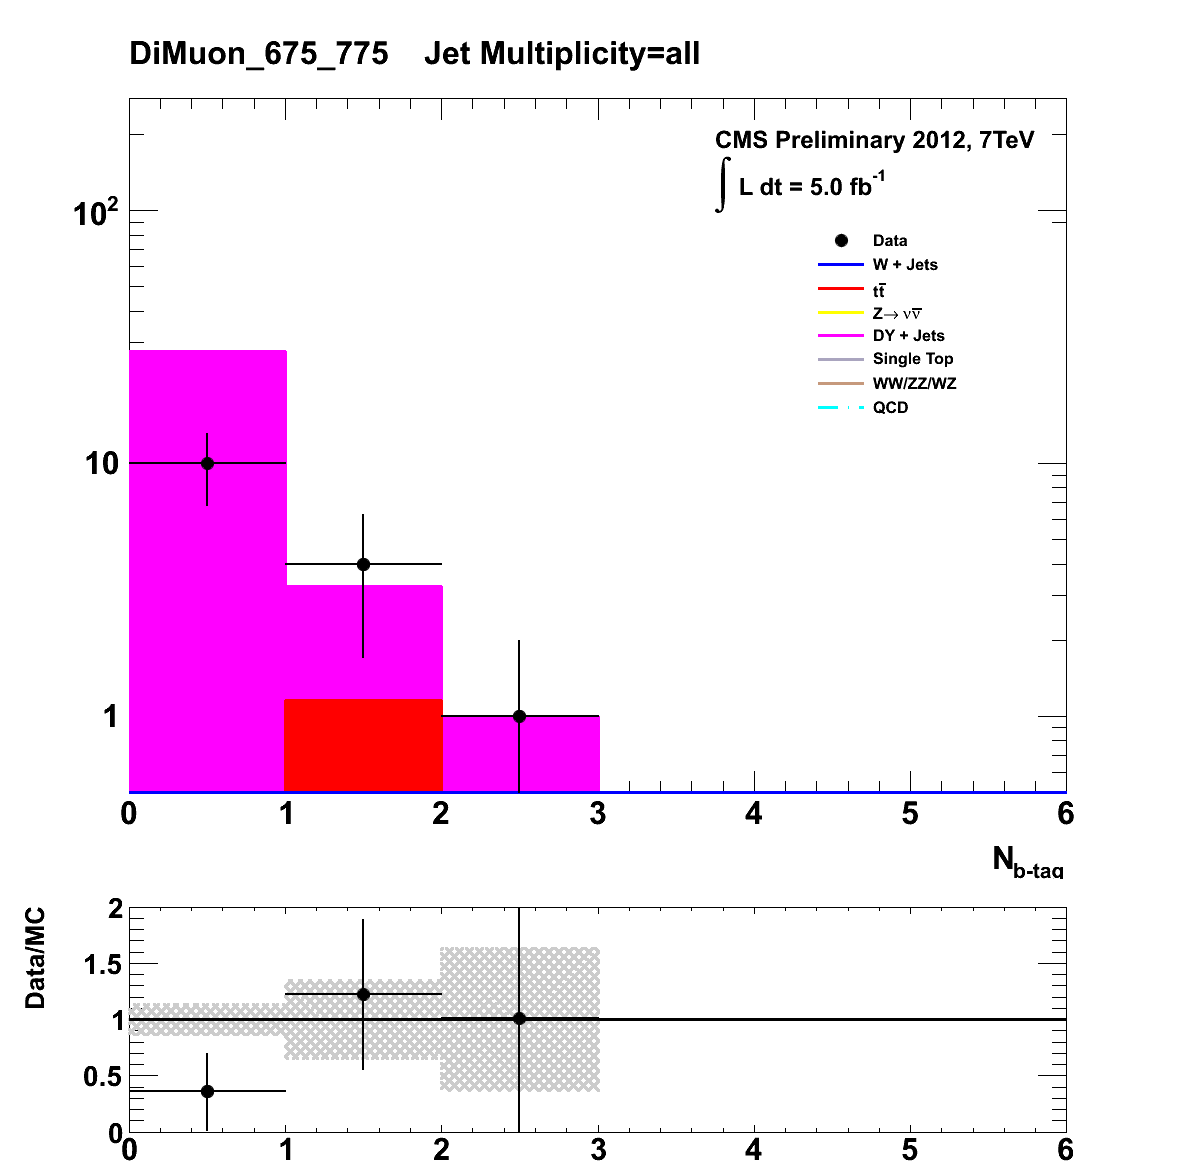 DiMuon_675_775 Jet Multiplicity=all
CMS Preliminary 2012, 7TeV
∫ L dt = 5.0 fb⁻¹
Data
W + Jets
tt̅
Z→ νν̅
DY + Jets
Single Top
WW/ZZ/WZ
QCD
10²
10
1
0 1 2 3 4 5 6
N_b-tag
Data/MC
2
1.5
1
0.5
0
0 1 2 3 4 5 6